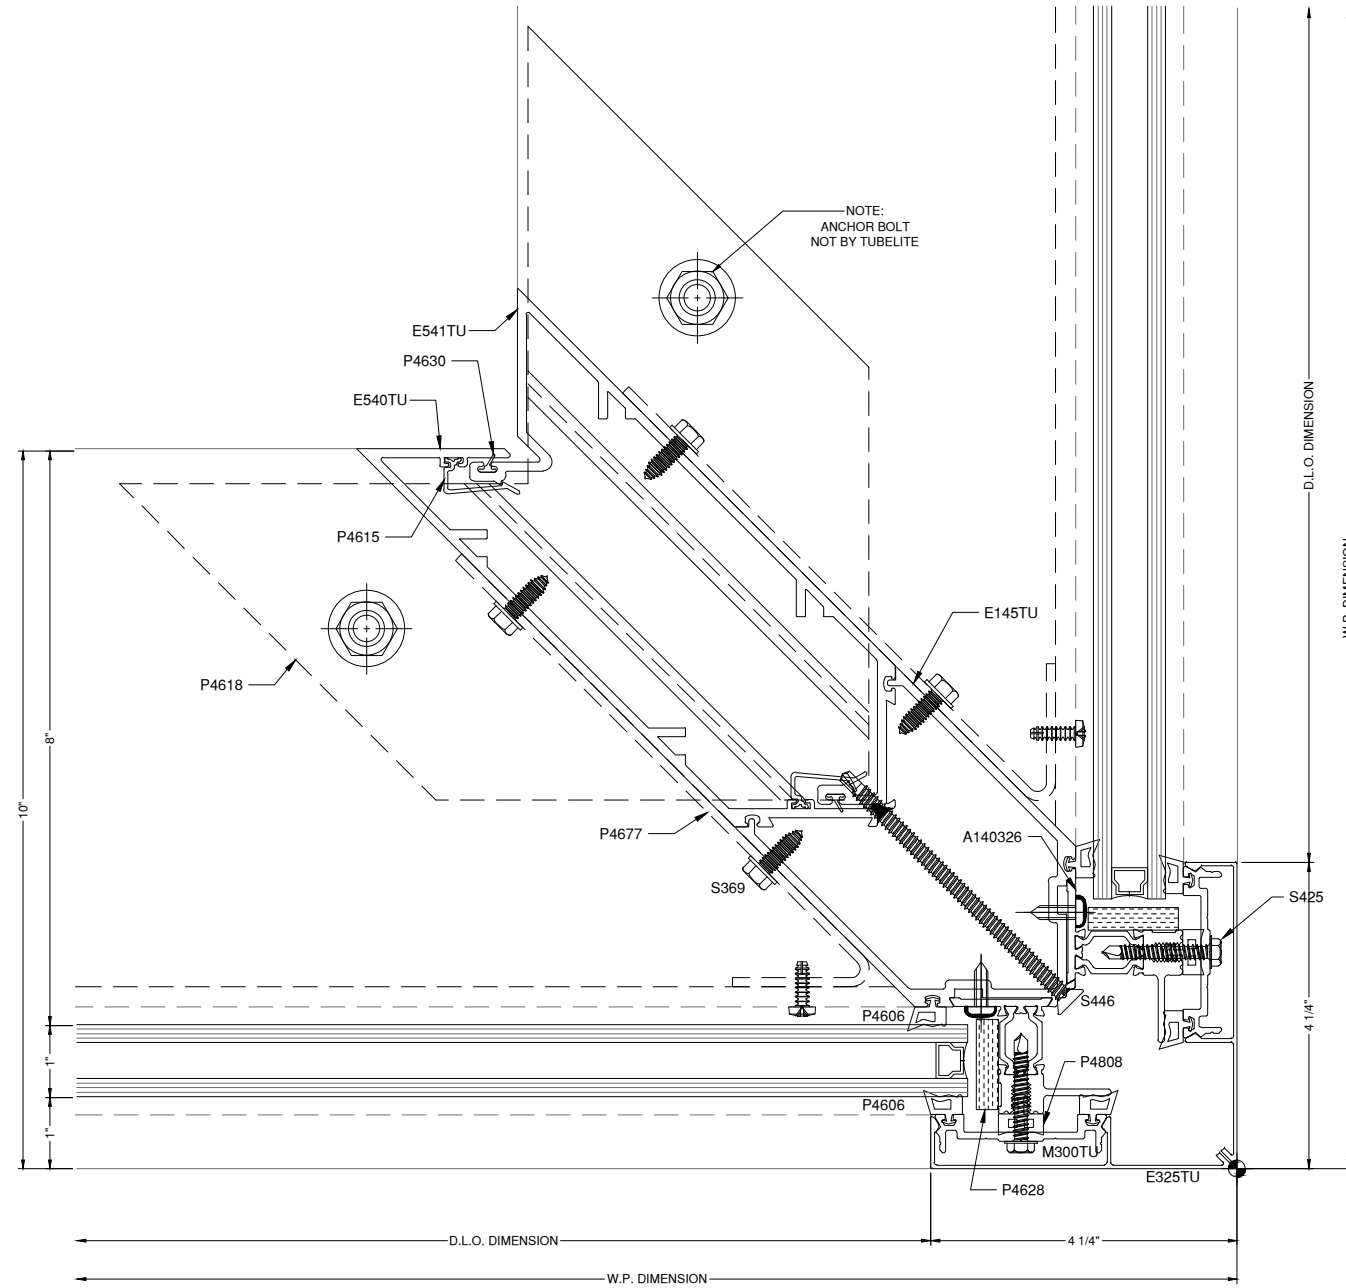 NOTE:
ANCHOR BOLT
NOT BY TUBELITE
E541TU
P4630
E540TU
D.L.O. DIMENSION
P4615
W.P. DIMENSION
E145TU
P4618
8"
10"
P4677
A140326
S369
S425
S446
P4606
4 1/4"
1"
P4808
P4606
1"
M300TU
E325TU
P4628
D.L.O. DIMENSION
4 1/4"
W.P. DIMENSION